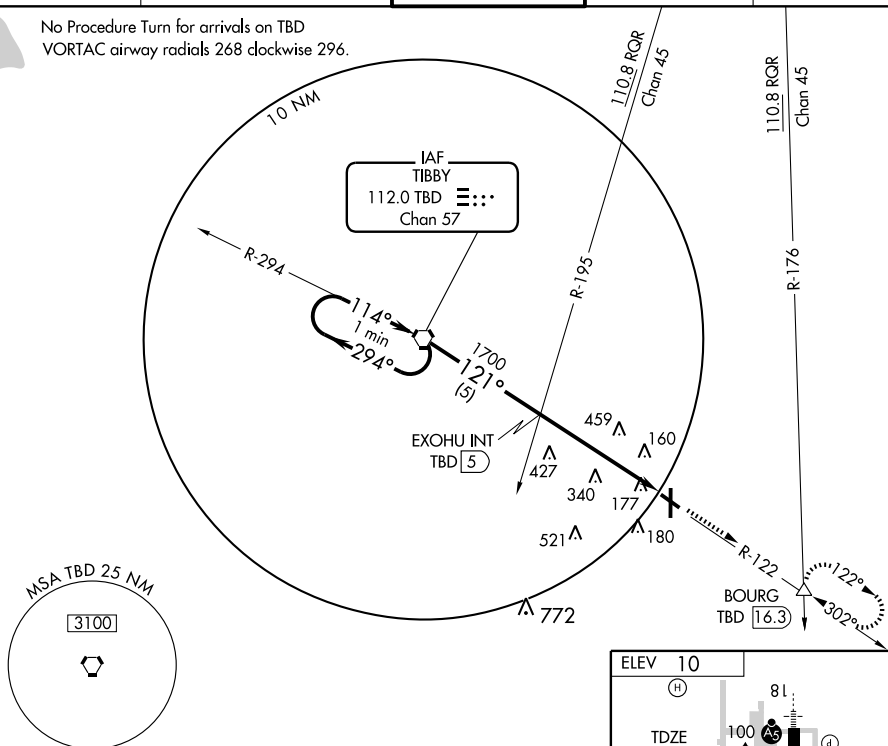 No Procedure Turn for arrivals on TBD
VORTAC airway radials 268 clockwise 296.
10 NM
110.8 RQR
Chan 45
110.8 RQR
Chan 45
IAF
TIBBY
112.0 TBD
Chan 57
R-294
R-195
R-176
114°
1 min
294°
1700
121°
(5)
EXOHU INT
TBD 5
459
160
427
340
177
521
180
772
R-122
BOURG
TBD 16.3
122°
302°
MSA TBD 25 NM
3100
ELEV 10
H
18
TDZE
100
A5
P